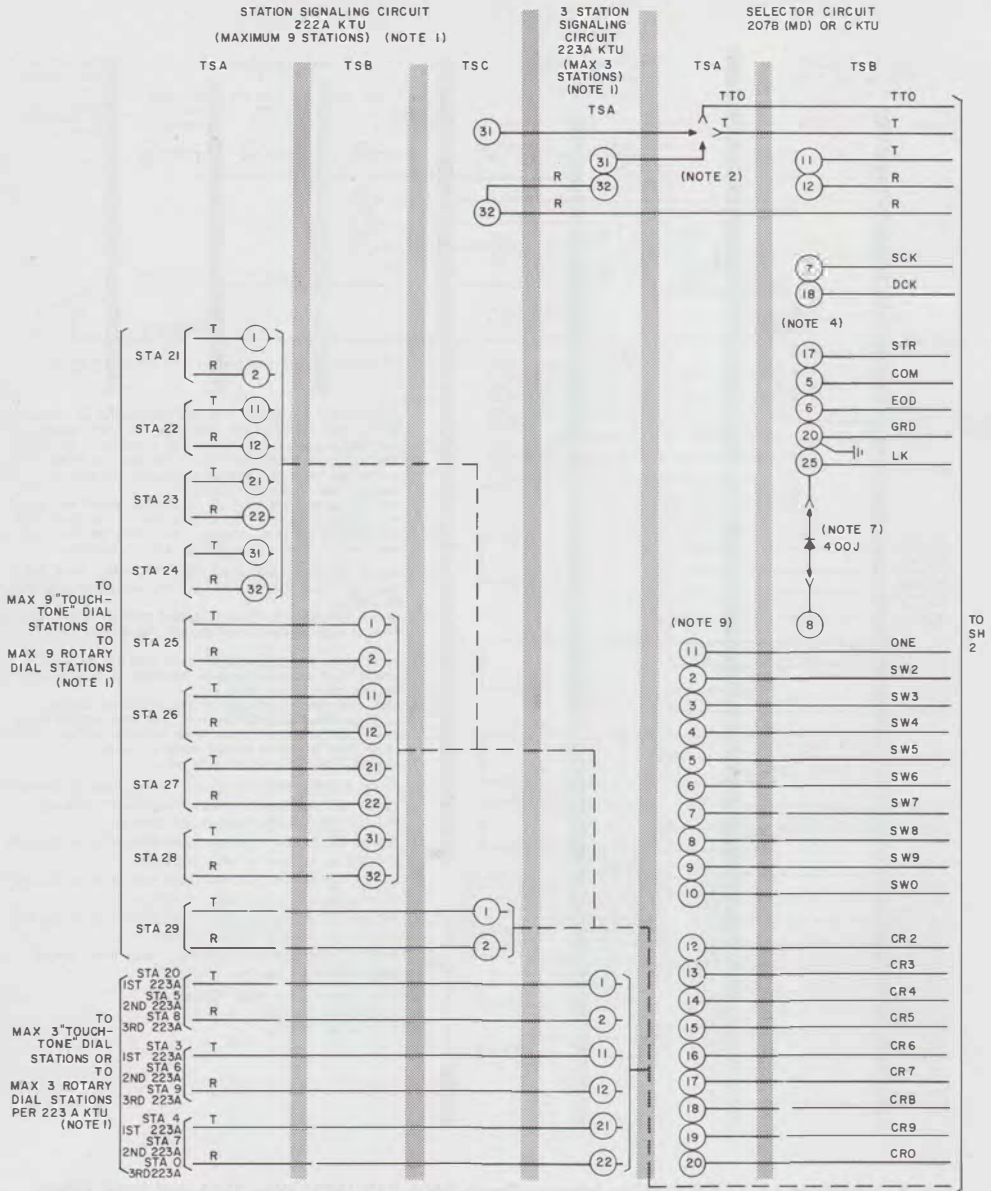 STATION SIGNALING CIRCUIT
222A KTU
(MAXIMUM 9 STATIONS) (NOTE 1)
3 STATION
SIGNALING
CIRCUIT
223A KTU
(MAX 3
STATIONS)
(NOTE 1)
SELECTOR CIRCUIT
207B (MD) OR C KTU
TSA
TSB
TSC
TSA
TSA
TSB
TTO
TTO
31
T
T
31
11
T
(NOTE 2)
R
32
12
R
32
R
R
7
SCK
18
DCK
(NOTE 4)
17
STR
5
COM
6
EOD
20
GRD
25
LK
(NOTE 7)
400J
8
TO
MAX 9 "TOUCH-
TONE" DIAL
STATIONS OR
TO
MAX 9 ROTARY
DIAL STATIONS
(NOTE 1)
STA 21
T
1
R
2
STA 22
T
11
R
12
STA 23
T
21
R
22
STA 24
T
31
R
32
STA 25
T
1
R
2
STA 26
T
11
R
12
STA 27
T
21
R
22
STA 28
T
31
R
32
STA 29
T
1
R
2
TO
MAX 3 "TOUCH-
TONE" DIAL
STATIONS OR
TO
MAX 3 ROTARY
DIAL STATIONS
PER 223 A KTU
(NOTE 1)
STA 20
1ST 223A
STA 5
2ND 223A
STA 8
3RD 223A
T
1
R
2
STA 3
1ST 223A
STA 6
2ND 223A
STA 9
3RD 223A
T
11
R
12
STA 4
1ST 223A
STA 7
2ND 223A
STA 0
3RD 223A
T
21
R
22
(NOTE 9)
11
ONE
2
SW2
3
SW3
4
SW4
5
SW5
6
SW6
7
SW7
8
SW8
9
SW9
10
SWO
12
CR 2
13
CR3
14
CR4
15
CR5
16
CR6
17
CR7
18
CR8
19
CR9
20
CRO
TO
SH
2